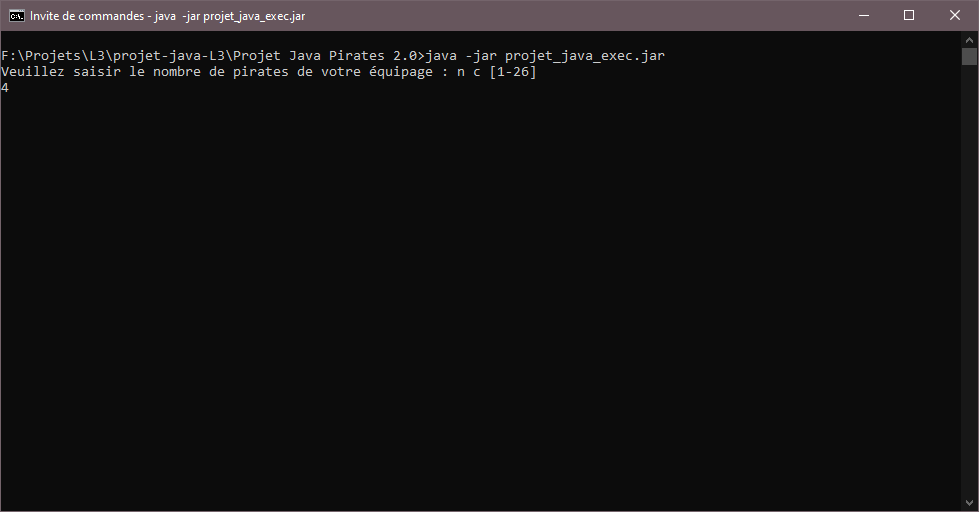 Invite de commandes - java  -jar projet_java_exec.jar
F:\Projets\L3\projet-java-L3\Projet Java Pirates 2.0>java -jar projet_java_exec.jar
Veuillez saisir le nombre de pirates de votre équipage : n c [1-26]
4